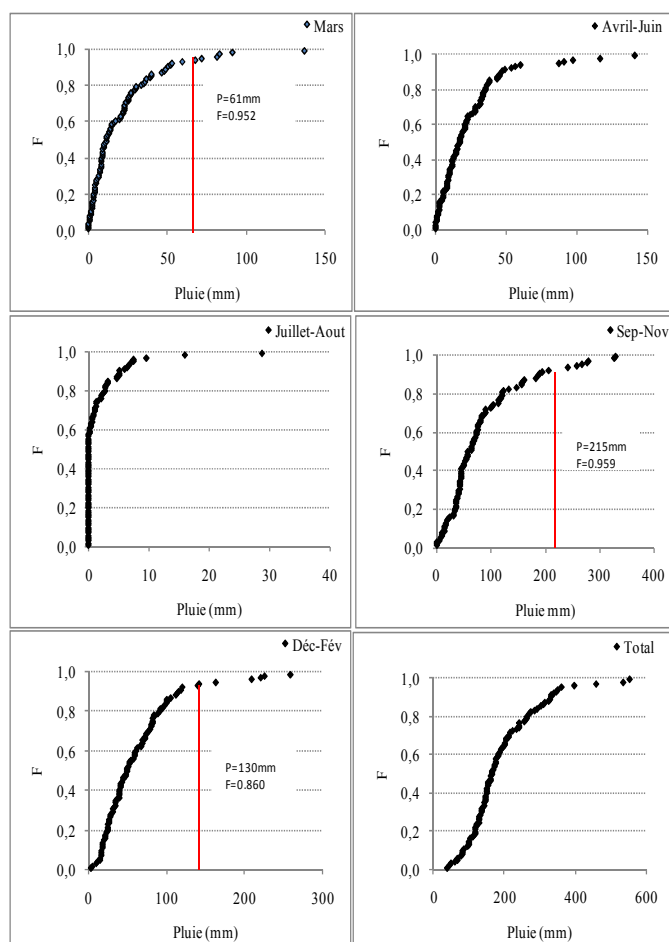 Mars
1,0
0,8
0,6
0,4
0,2
0,0
F
P=61mm
F=0.952
0 50 100 150
Pluie (mm)
Avril-Juin
1,0
0,8
0,6
0,4
0,2
0,0
F
0 50 100 150
Pluie (mm)
Juillet-Aout
1,0
0,8
0,6
0,4
0,2
0,0
F
0 10 20 30 40
Pluie (mm)
Sep-Nov
1,0
0,8
0,6
0,4
0,2
0,0
F
P=215mm
F=0.959
0 100 200 300 400
Pluie mm)
Déc-Fév
1,0
0,8
0,6
0,4
0,2
0,0
F
P=130mm
F=0.860
0 100 200 300
Pluie (mm)
Total
1,0
0,8
0,6
0,4
0,2
0,0
F
0 200 400 600
Pluie (mm)